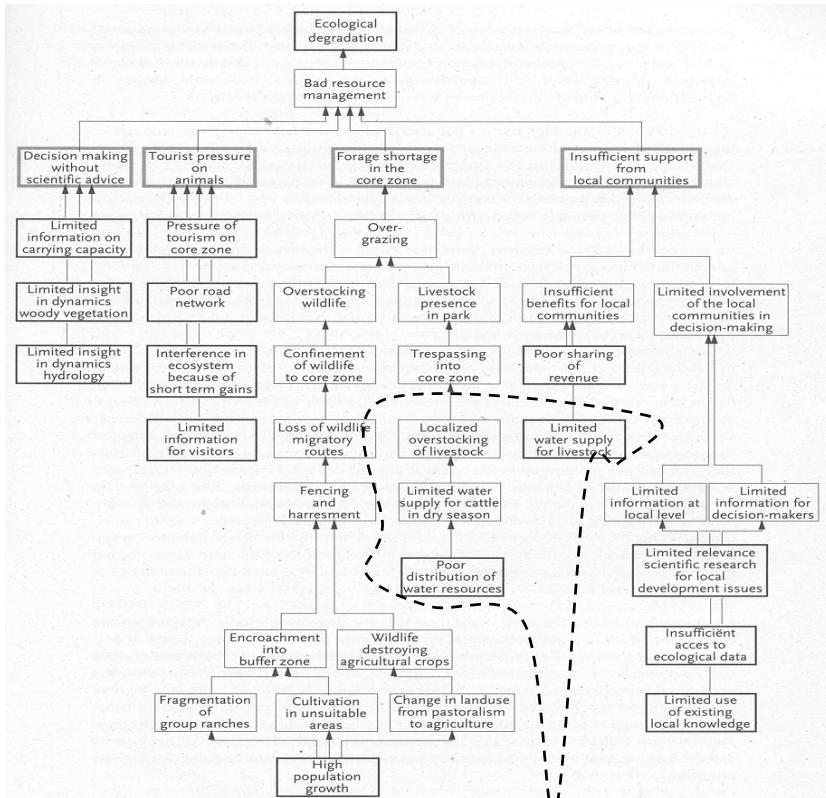 Ecological
degradation
Bad resource
management
Decision making
without
scientific advice
Tourist pressure
on
animals
Forage shortage
in the
core zone
Insufficient support
from
local communities
Limited
information on
carrying capacity
Pressure of
tourism on
core zone
Over-
grazing
Limited insight
in dynamics
woody vegetation
Poor road
network
Overstocking
wildlife
Livestock
presence
in park
Insufficient
benefits for local
communities
Limited involvement
of the local
communities in
decision-making
Limited insight
in dynamics
hydrology
Interference in
ecosystem
because of
short term gains
Confinement
of wildlife
to core zone
Trespassing
into
core zone
Poor sharing
of
revenue
Limited
information
for visitors
Loss of wildlife
migratory
routes
Localized
overstocking
of livestock
Limited
water supply
for livestock
Fencing
and
harresment
Limited water
supply for cattle
in dry season
Limited
information at
local level
Limited
information for
decision-makers
Poor
distribution of
water resources
Limited relevance
scientific research
for local
development issues
Encroachment
into
buffer zone
Wildlife
destroying
agricultural crops
Insufficiënt
acces to
ecological data
Fragmentation
of
group ranches
Cultivation
in unsuitable
areas
Change in landuse
from pastoralism
to agriculture
Limited use
of existing
local knowledge
High
population
growth